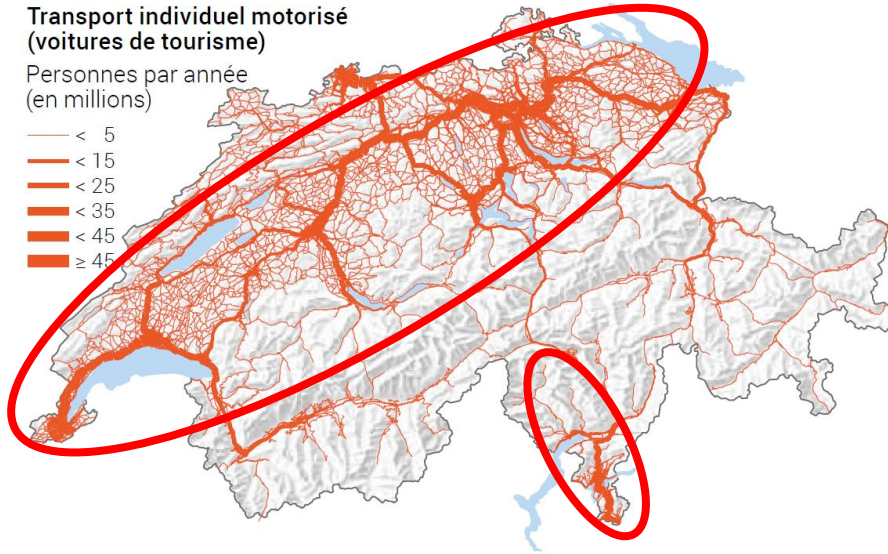 Transport individuel motorisé
(voitures de tourisme)
Personnes par année
(en millions)
< 5
< 15
< 25
< 35
< 45
≥ 45